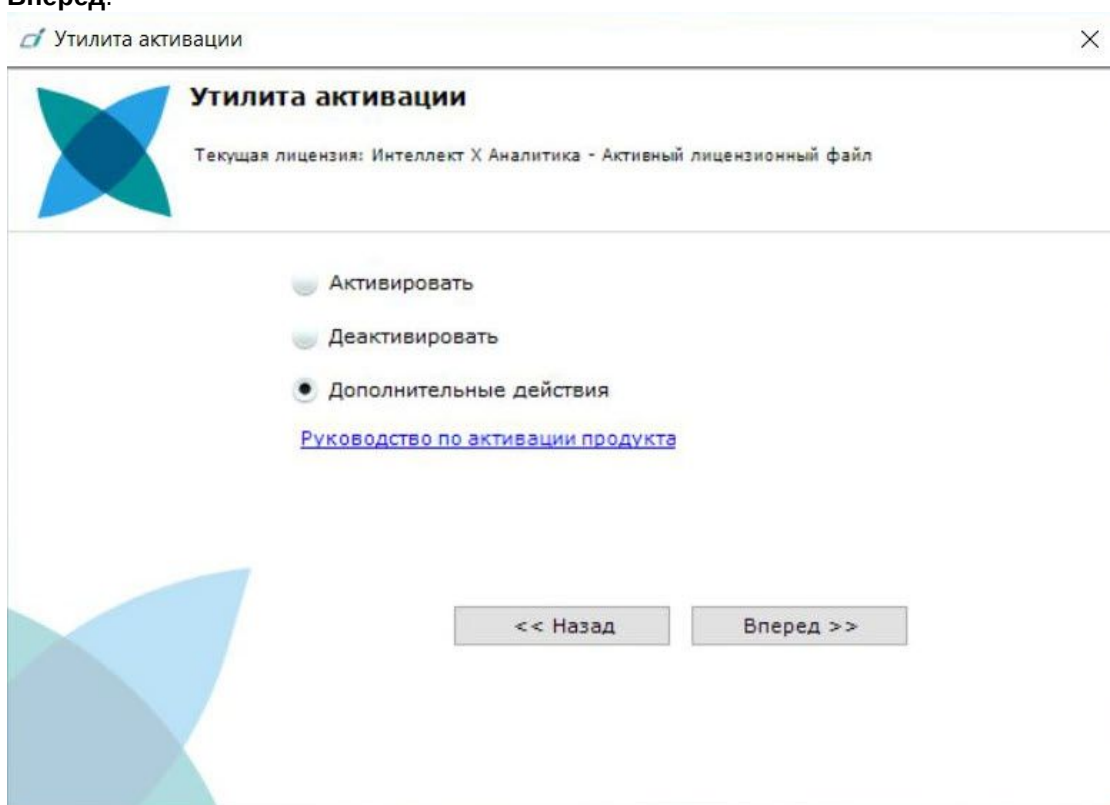 Вперед.
Утилита активации
Утилита активации
Текущая лицензия: Интеллект X Аналитика - Активный лицензионный файл
Активировать
Деактивировать
Дополнительные действия
Руководство по активации продукта
<< Назад Вперед >>